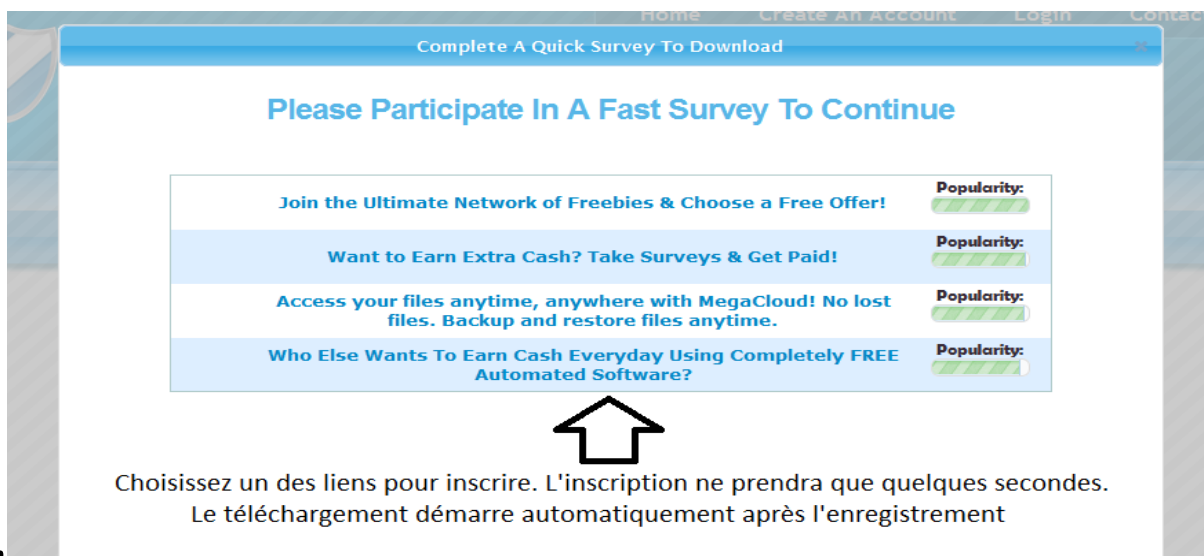 Home Create An Account Login Contac
Complete A Quick Survey To Download
Please Participate In A Fast Survey To Continue
Join the Ultimate Network of Freebies & Choose a Free Offer!
Popularity:
Want to Earn Extra Cash? Take Surveys & Get Paid!
Popularity:
Access your files anytime, anywhere with MegaCloud! No lost
files. Backup and restore files anytime.
Popularity:
Who Else Wants To Earn Cash Everyday Using Completely FREE
Automated Software?
Popularity:
Choisissez un des liens pour inscrire. L'inscription ne prendra que quelques secondes.
Le téléchargement démarre automatiquement après l'enregistrement